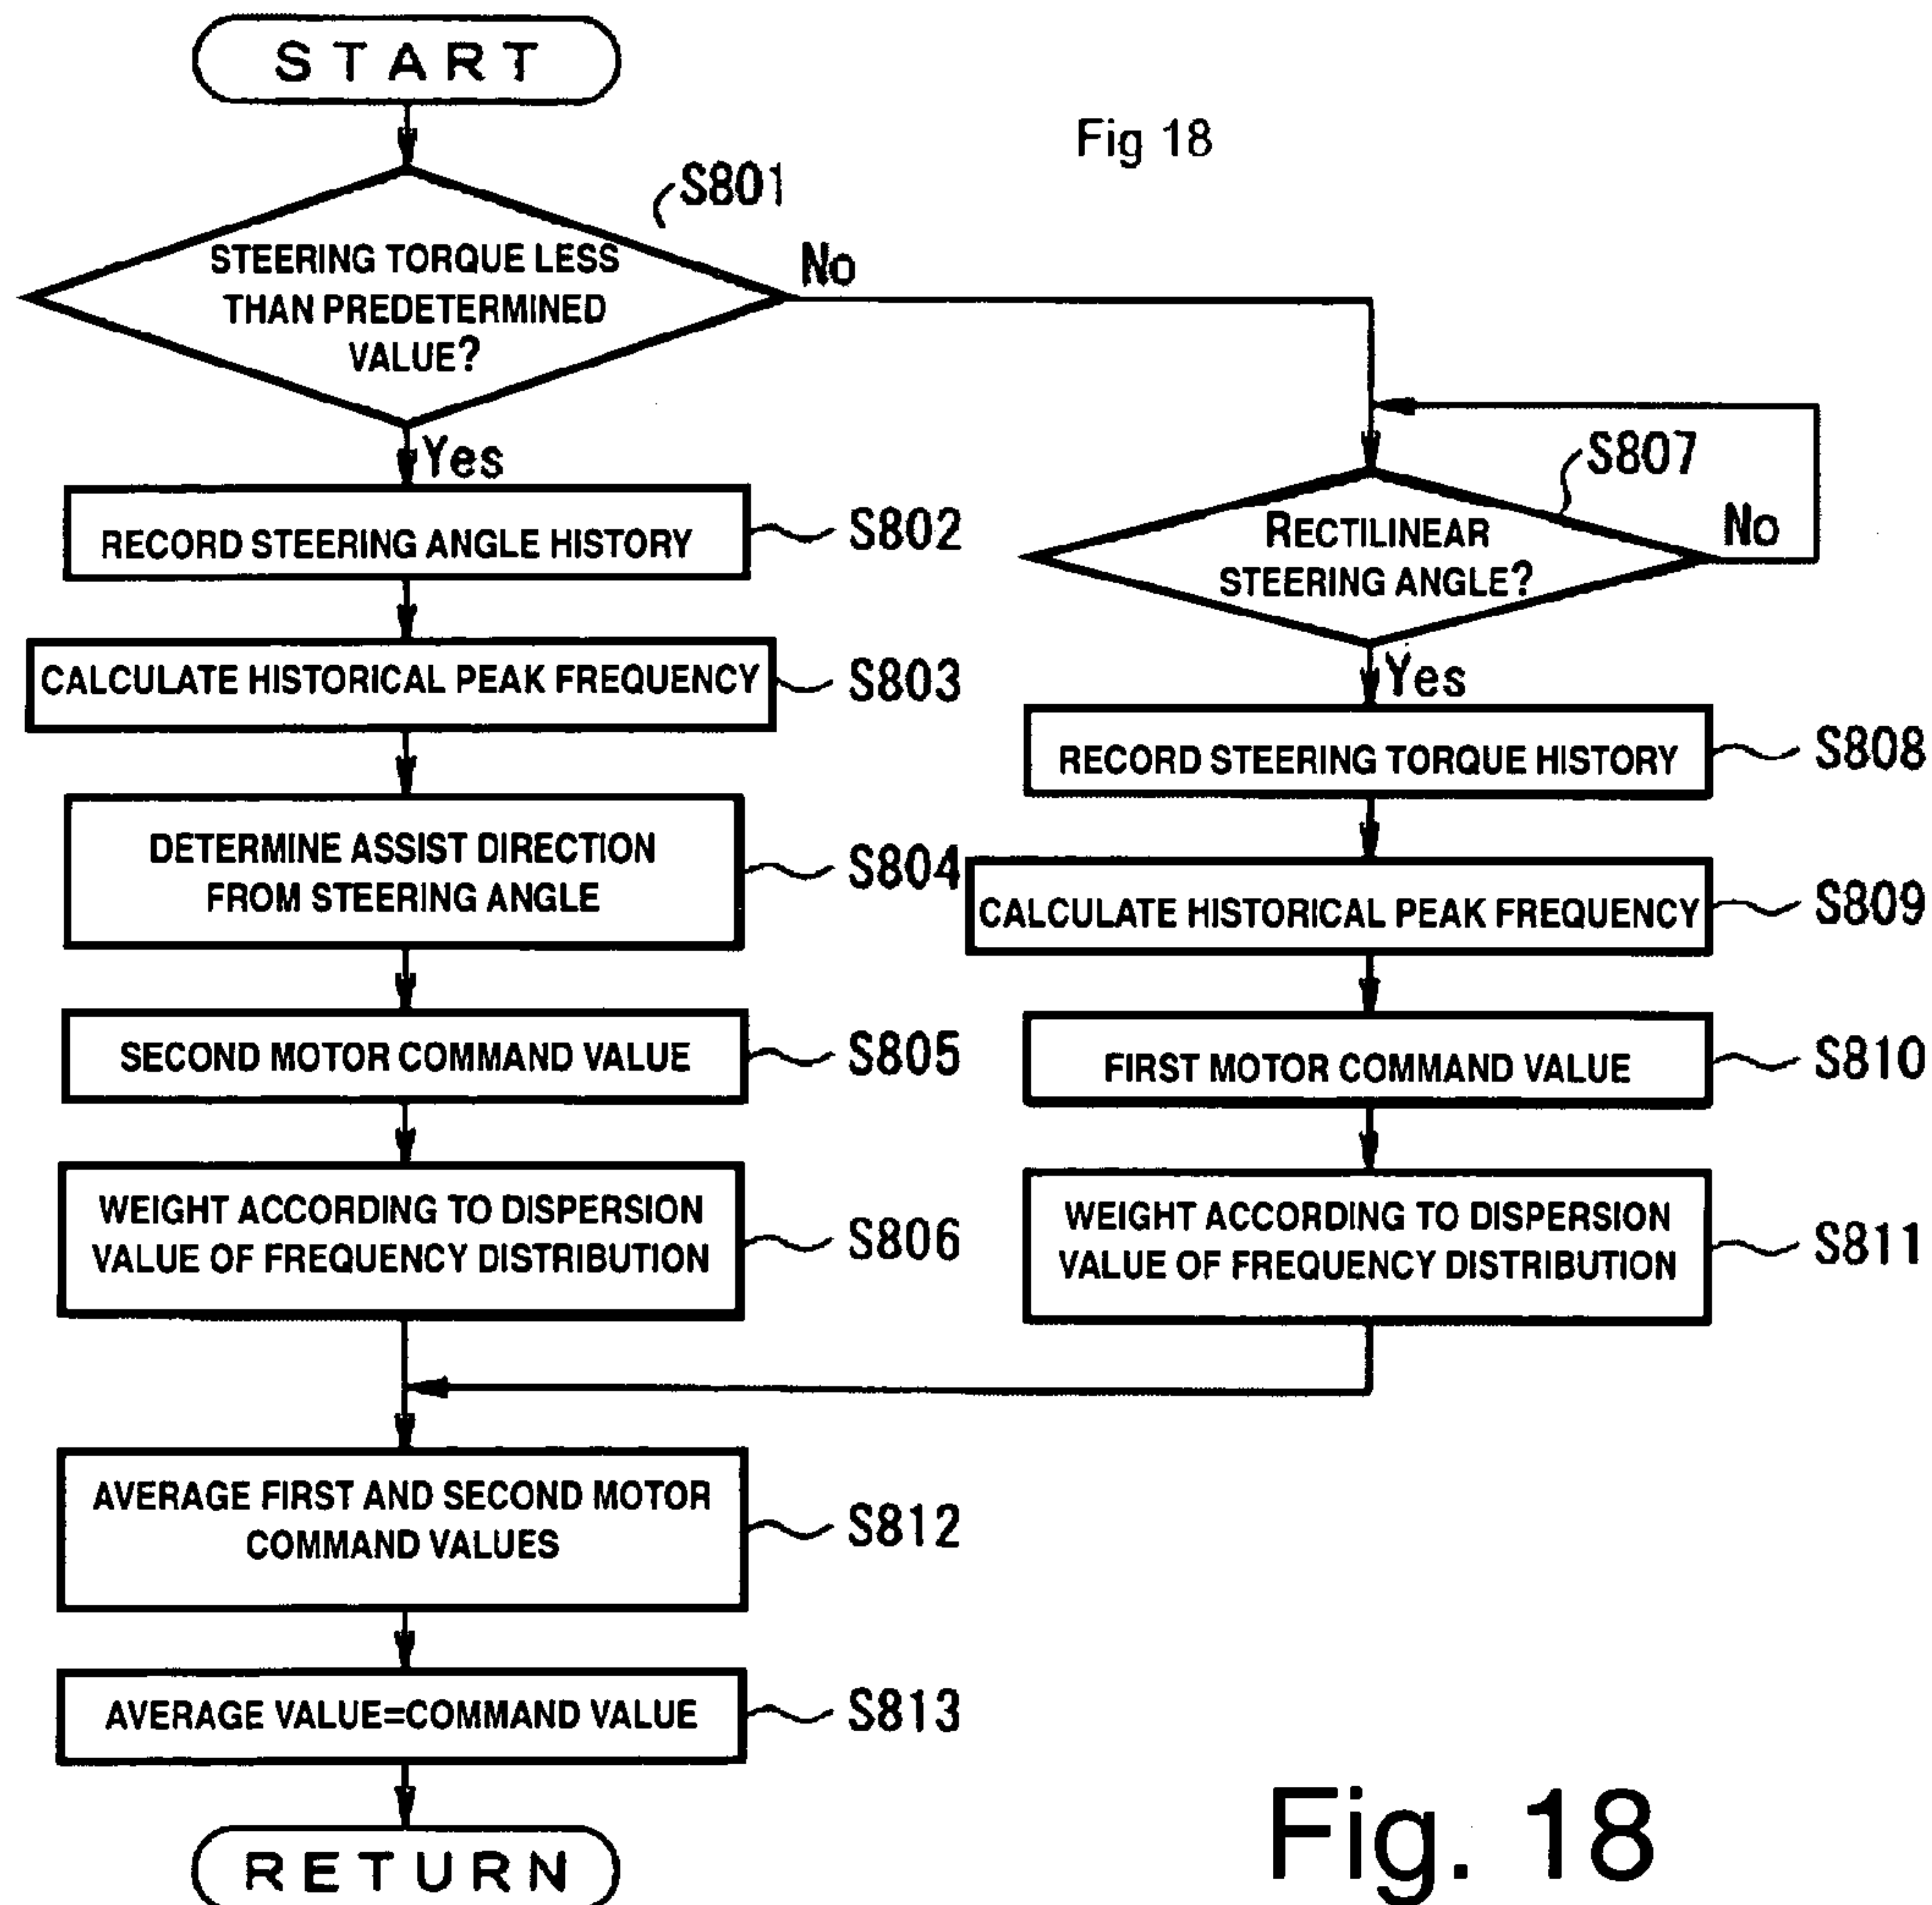 START
Fig 18
S801
STEERING TORQUE LESS
THAN PREDETERMINED
VALUE?
No
Yes
RECORD STEERING ANGLE HISTORY
S802
CALCULATE HISTORICAL PEAK FREQUENCY
S803
DETERMINE ASSIST DIRECTION
FROM STEERING ANGLE
S804
SECOND MOTOR COMMAND VALUE
S805
WEIGHT ACCORDING TO DISPERSION
VALUE OF FREQUENCY DISTRIBUTION
S806
S807
RECTILINEAR
STEERING ANGLE?
No
Yes
RECORD STEERING TORQUE HISTORY
S808
CALCULATE HISTORICAL PEAK FREQUENCY
S809
FIRST MOTOR COMMAND VALUE
S810
WEIGHT ACCORDING TO DISPERSION
VALUE OF FREQUENCY DISTRIBUTION
S811
AVERAGE FIRST AND SECOND MOTOR
COMMAND VALUES
S812
AVERAGE VALUE=COMMAND VALUE
S813
RETURN
Fig. 18